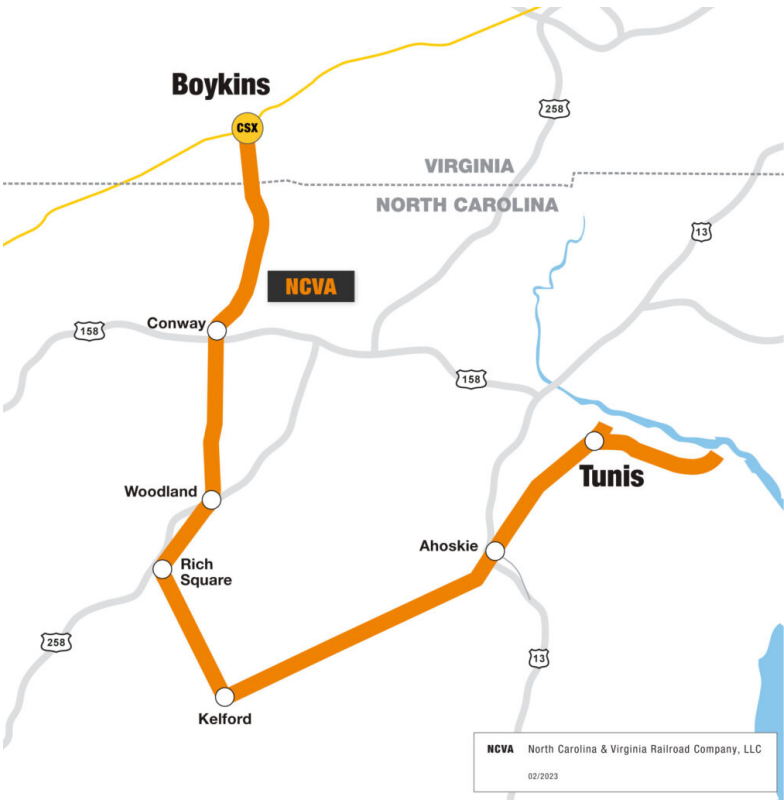 Boykins
CSX
258
VIRGINIA
NORTH CAROLINA
13
NCVA
Conway
158
158
Woodland
Tunis
Ahoskie
Rich
Square
258
13
Kelford
NCVA North Carolina & Virginia Railroad Company, LLC
02/2023